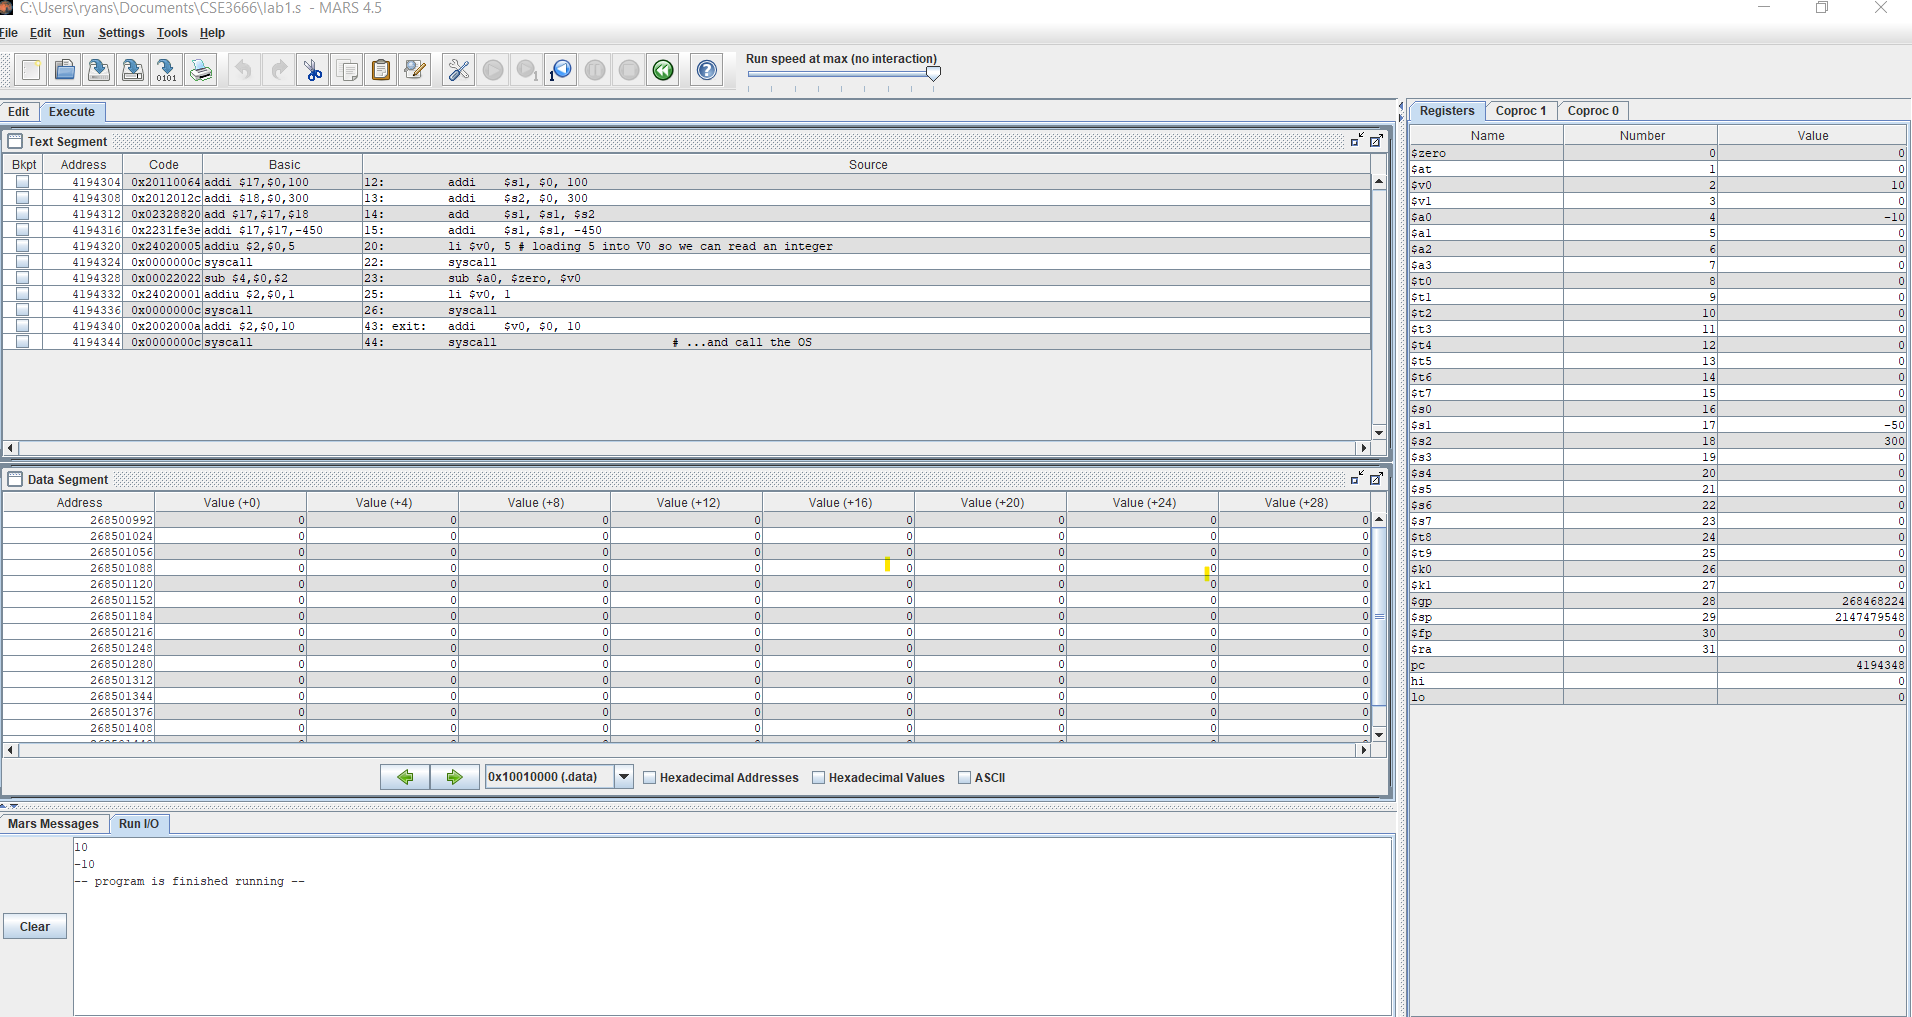 C:\Users\ryans\Documents\CSE3666\lab1.s - MARS 4.5
File Edit Run Settings Tools Help
Run speed at max (no interaction)
Edit Execute
Text Segment
Bkpt Address Code Basic Source
4194304 0x20110064 addi $17,$0,100 12: addi $s1, $0, 100
4194308 0x2012012c addi $18,$0,300 13: addi $s2, $0, 300
4194312 0x02328820 add $17,$17,$18 14: add $s1, $s1, $s2
4194316 0x2231fe3e addi $17,$17,-450 15: addi $s1, $s1, -450
4194320 0x24020005 addiu $2,$0,5 20: li $v0, 5 # loading 5 into V0 so we can read an integer
4194324 0x0000000c syscall 22: syscall
4194328 0x00022022 sub $4,$0,$2 23: sub $a0, $zero, $v0
4194332 0x24020001 addiu $2,$0,1 25: li $v0, 1
4194336 0x0000000c syscall 26: syscall
4194340 0x2002000a addi $2,$0,10 43: exit: addi $v0, $0, 10
4194344 0x0000000c syscall 44: syscall # ...and call the OS
Data Segment
Address Value (+0) Value (+4) Value (+8) Value (+12) Value (+16) Value (+20) Value (+24) Value (+28)
268500992 0 0 0 0 0 0 0 0
268501024 0 0 0 0 0 0 0 0
268501056 0 0 0 0 0 0 0 0
268501088 0 0 0 0 0 0 0 0
268501120 0 0 0 0 0 0 0 0
268501152 0 0 0 0 0 0 0 0
268501184 0 0 0 0 0 0 0 0
268501216 0 0 0 0 0 0 0 0
268501248 0 0 0 0 0 0 0 0
268501280 0 0 0 0 0 0 0 0
268501312 0 0 0 0 0 0 0 0
268501344 0 0 0 0 0 0 0 0
268501376 0 0 0 0 0 0 0 0
268501408 0 0 0 0 0 0 0 0
0x10010000 (.data) Hexadecimal Addresses Hexadecimal Values ASCII
Mars Messages Run I/O
10
-10
-- program is finished running --
Clear
Registers Coproc 1 Coproc 0
Name Number Value
$zero 0 0
$at 1 0
$v0 2 10
$v1 3 0
$a0 4 -10
$a1 5 0
$a2 6 0
$a3 7 0
$t0 8 0
$t1 9 0
$t2 10 0
$t3 11 0
$t4 12 0
$t5 13 0
$t6 14 0
$t7 15 0
$s0 16 0
$s1 17 -50
$s2 18 300
$s3 19 0
$s4 20 0
$s5 21 0
$s6 22 0
$s7 23 0
$t8 24 0
$t9 25 0
$k0 26 0
$k1 27 0
$gp 28 268468224
$sp 29 2147479548
$fp 30 0
$ra 31 0
pc 4194348
hi 0
lo 0